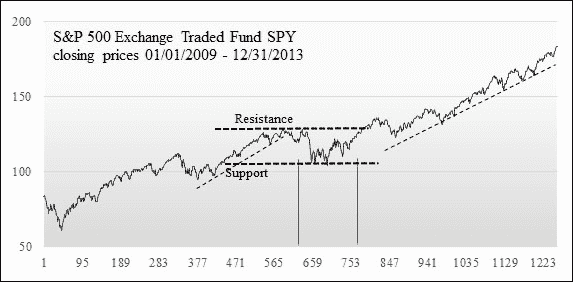 200
S&P 500 Exchange Traded Fund SPY
closing prices 01/01/2009 - 12/31/2013
150
Resistance
100
Support
50
1 95 189 283 377 471 565 659 753 847 941 1035 1129 1223